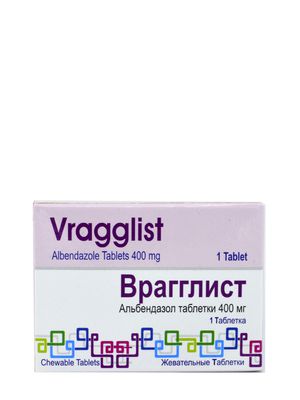 Vragglist
Albendazole Tablets 400 mg 1 Tablet
Врагглист
Альбендазол таблетки 400 мг
1 Таблетка
Chewable Tablets Жевательные Таблетки